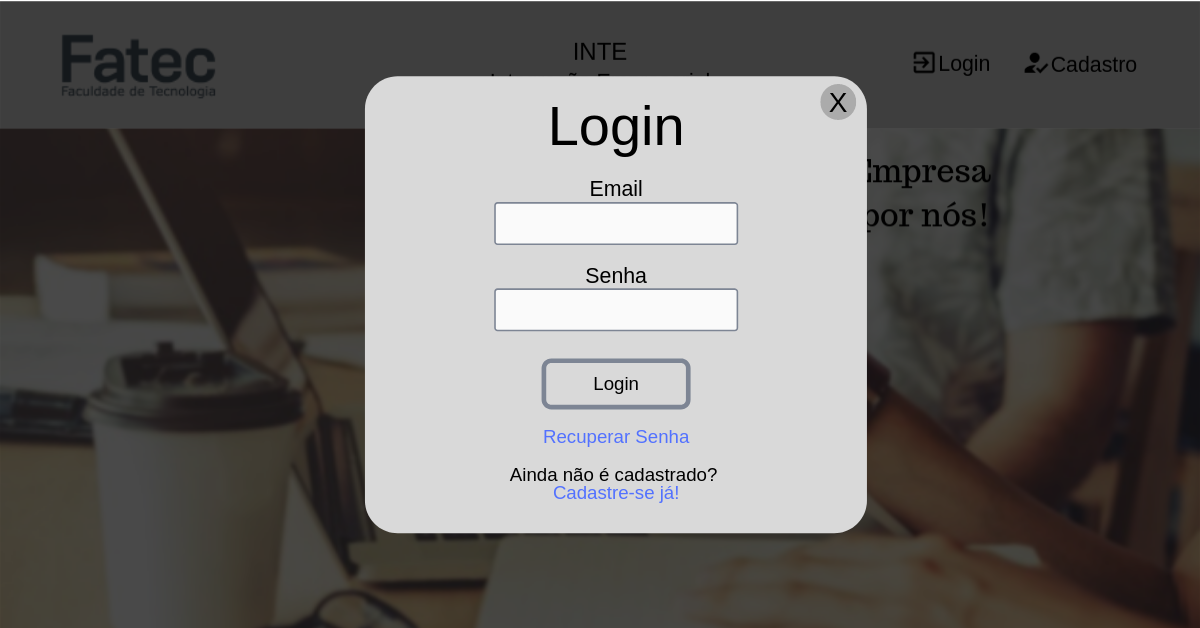 Fatec
Faculdade de Tecnologia
INTE
Login
Cadastro
Empresa
por nós!
X
Login
Email
Senha
Login
Recuperar Senha
Ainda não é cadastrado?
Cadastre-se já!